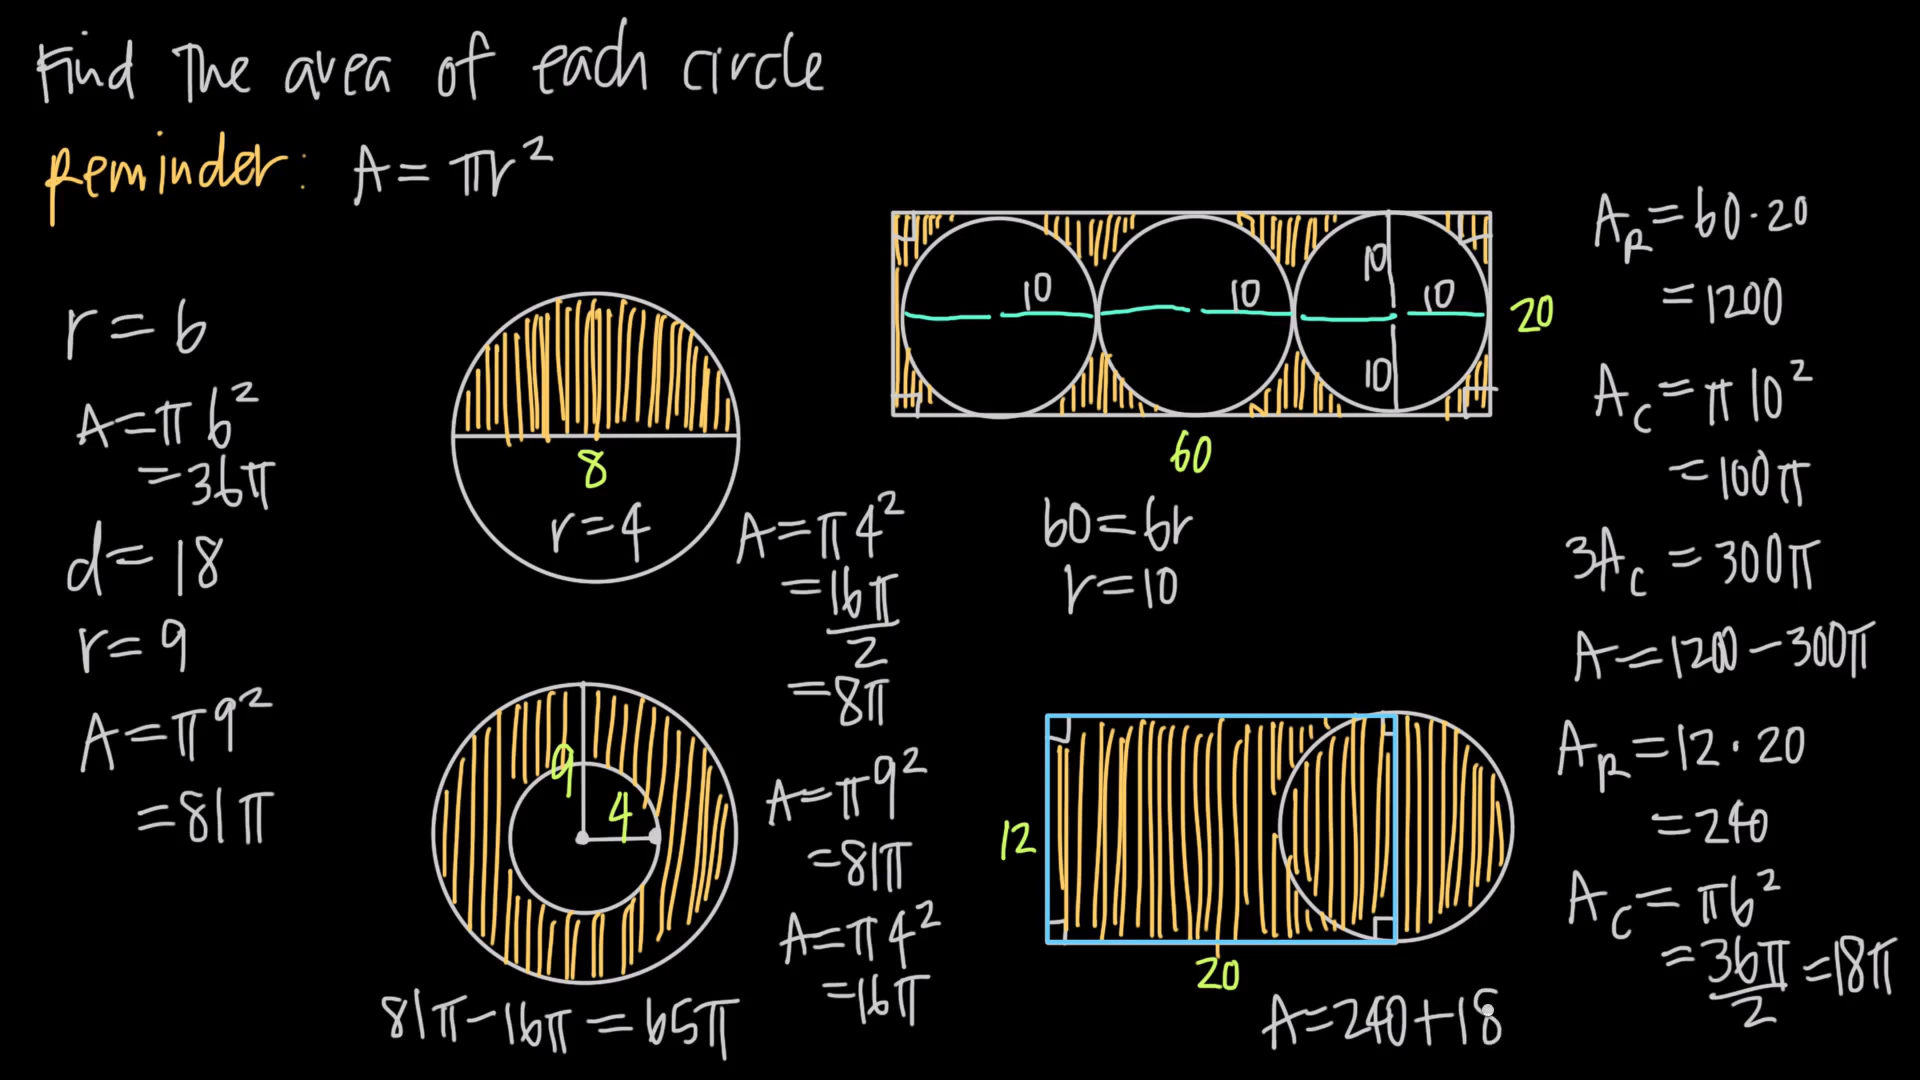 Find The area of each circle
Reminder: A = πr²
r = 6
A = π6²
= 36π
d = 18
r = 9
A = π9²
= 81π
8
r = 4
A = π4²
= 16π/2
= 8π
9
4
A = π9²
= 81π
A = π4²
= 16π
81π - 16π = 65π
10
10
10
10
10
20
60
60 = 6r
r = 10
A_R = 60 · 20
= 1200
A_C = π10²
= 100π
3A_C = 300π
A = 1200 - 300π
12
20
A_R = 12 · 20
= 240
A_C = π6²
= 36π/2 = 18π
A = 240 + 18